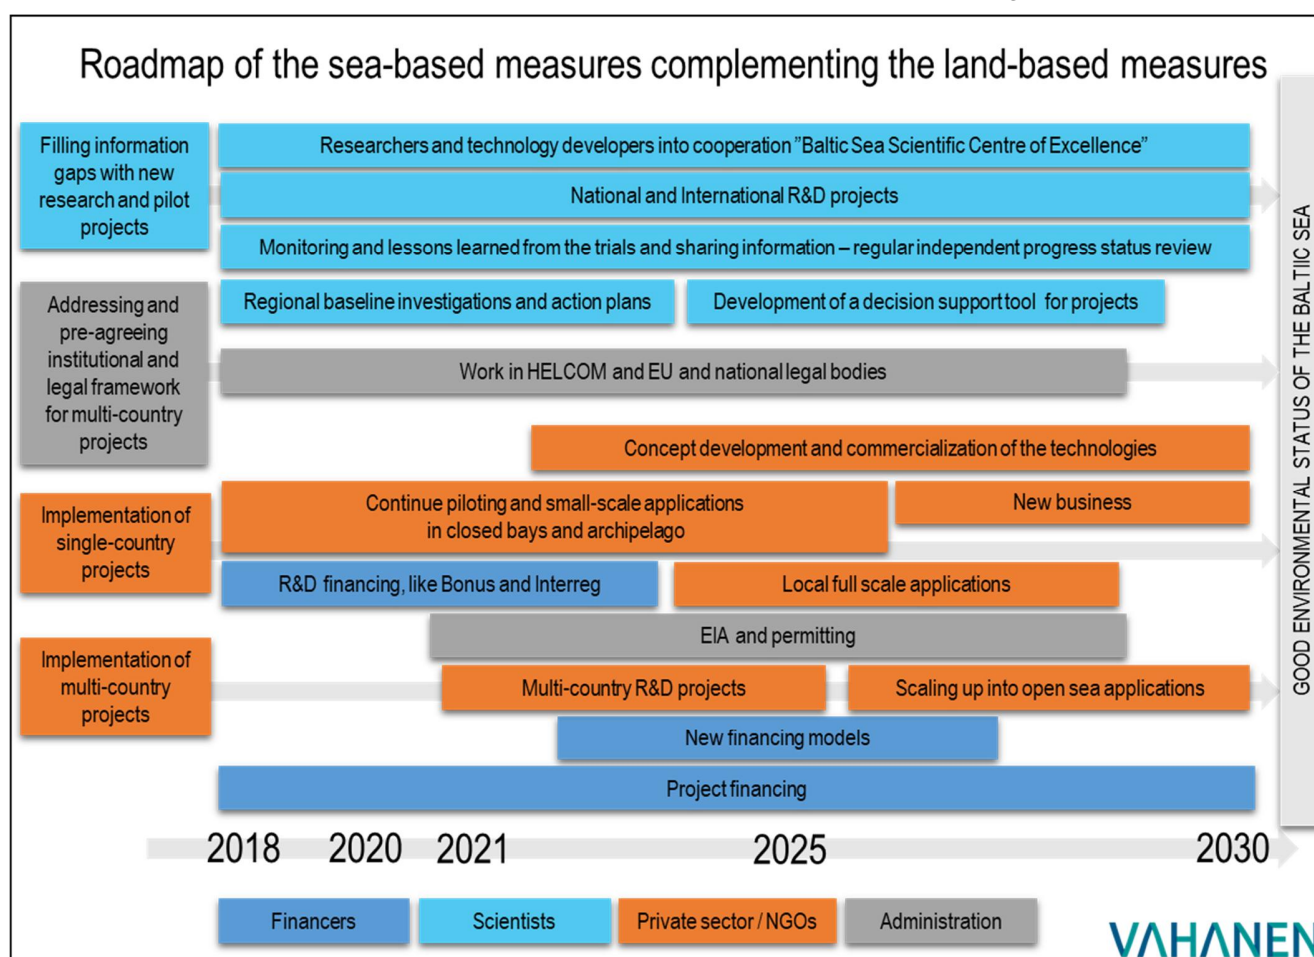 Roadmap of the sea-based measures complementing the land-based measures
Filling information
gaps with new
research and pilot
projects
Researchers and technology developers into cooperation "Baltic Sea Scientific Centre of Excellence"
National and International R&D projects
Monitoring and lessons learned from the trials and sharing information – regular independent progress status review
Regional baseline investigations and action plans
Development of a decision support tool for projects
Addressing and
pre-agreeing
institutional and
legal framework
for multi-country
projects
Work in HELCOM and EU and national legal bodies
Concept development and commercialization of the technologies
Implementation of
single-country
projects
Continue piloting and small-scale applications
in closed bays and archipelago
New business
R&D financing, like Bonus and Interreg
Local full scale applications
EIA and permitting
Implementation of
multi-country
projects
Multi-country R&D projects
Scaling up into open sea applications
New financing models
Project financing
GOOD ENVIRONMENTAL STATUS OF THE BALTIIC SEA
2018 2020 2021 2025 2030
Financers
Scientists
Private sector / NGOs
Administration
VAHANEN